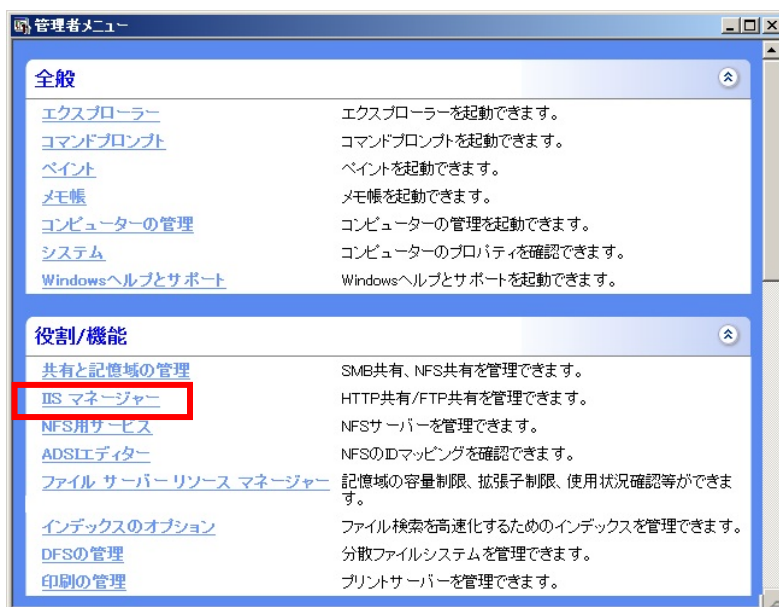 管理者メニュー
全般
エクスプローラー エクスプローラーを起動できます。
コマンドプロンプト コマンドプロンプトを起動できます。
ペイント ペイントを起動できます。
メモ帳 メモ帳を起動できます。
コンピューターの管理 コンピューターの管理を起動できます。
システム コンピューターのプロパティを確認できます。
Windowsヘルプとサポート Windowsヘルプとサポートを起動できます。
役割/機能
共有と記憶域の管理 SMB共有、NFS共有を管理できます。
IIS マネージャー HTTP共有/FTP共有を管理できます。
NFS用サービス NFSサーバーを管理できます。
ADSIエディター NFSのIDマッピングを確認できます。
ファイル サーバー リソース マネージャー 記憶域の容量制限、拡張子制限、使用状況確認等ができま
す。
インデックスのオプション ファイル検索を高速化するためのインデックスを管理できます。
DFSの管理 分散ファイルシステムを管理できます。
印刷の管理 プリントサーバーを管理できます。